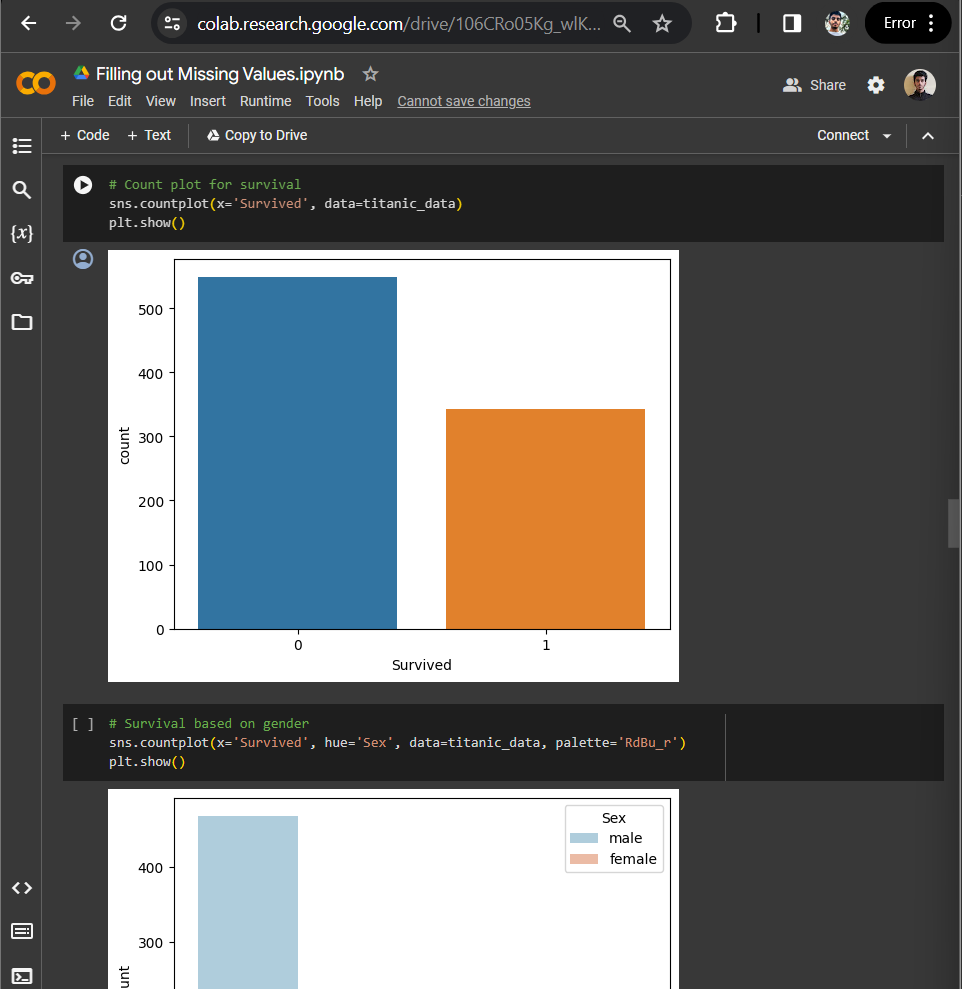 colab.research.google.com/drive/106CRo05Kg_wlK...
Error
Filling out Missing Values.ipynb
File Edit View Insert Runtime Tools Help Cannot save changes
Share
+ Code + Text Copy to Drive
Connect
{x}
# Count plot for survival
sns.countplot(x='Survived', data=titanic_data)
plt.show()
500
400
300
200
100
0
count
0 1
Survived
[ ] # Survival based on gender
sns.countplot(x='Survived', hue='Sex', data=titanic_data, palette='RdBu_r')
plt.show()
Sex
male
female
400
300
unt